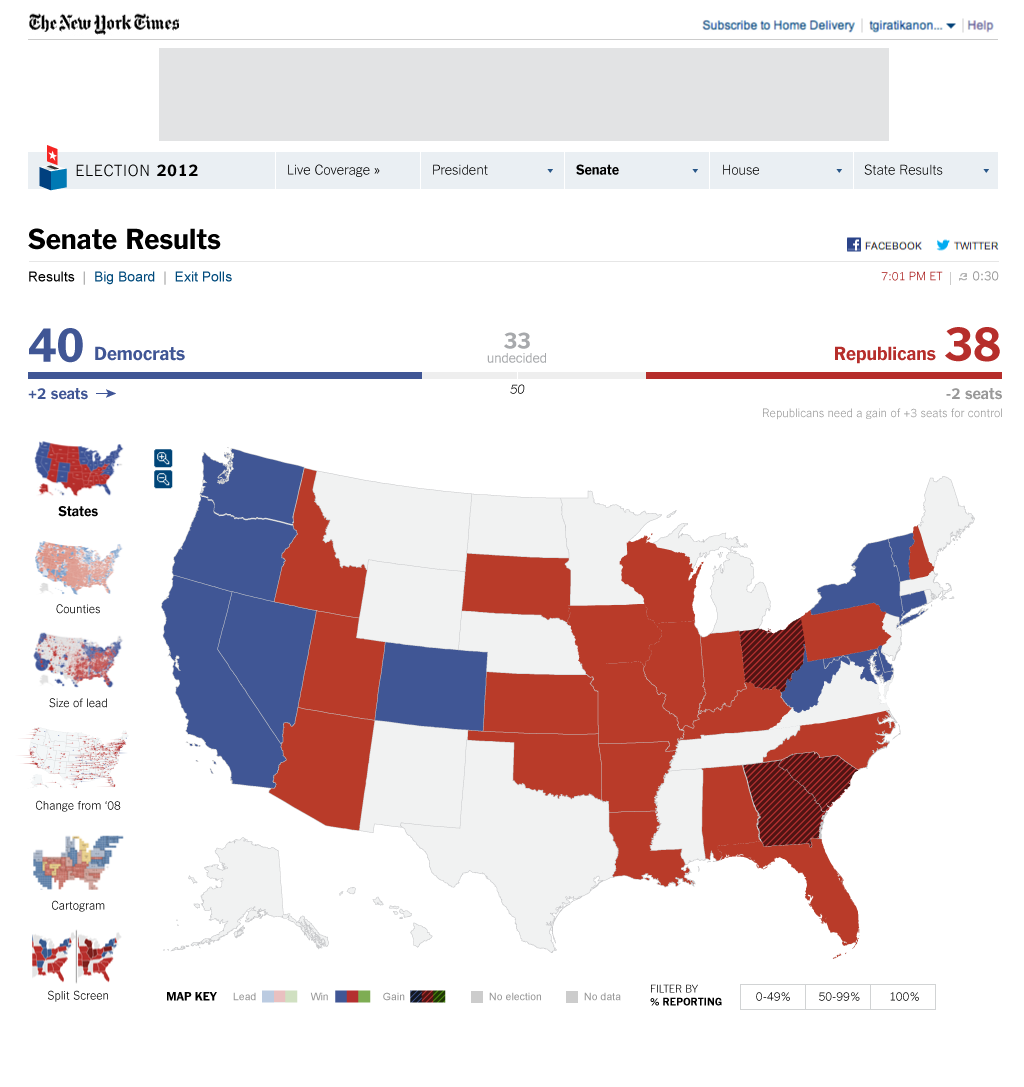 The New York Times
Subscribe to Home Delivery | tgiratikanon... | Help
ELECTION 2012
Live Coverage »
President
Senate
House
State Results
Senate Results
FACEBOOK
TWITTER
Results | Big Board | Exit Polls
7:01 PM ET | 0:30
40 Democrats
33
undecided
Republicans 38
+2 seats
50
-2 seats
Republicans need a gain of +3 seats for control
States
Counties
Size of lead
Change from '08
Cartogram
Split Screen
MAP KEY Lead Win Gain No election No data
FILTER BY
% REPORTING
0-49%
50-99%
100%